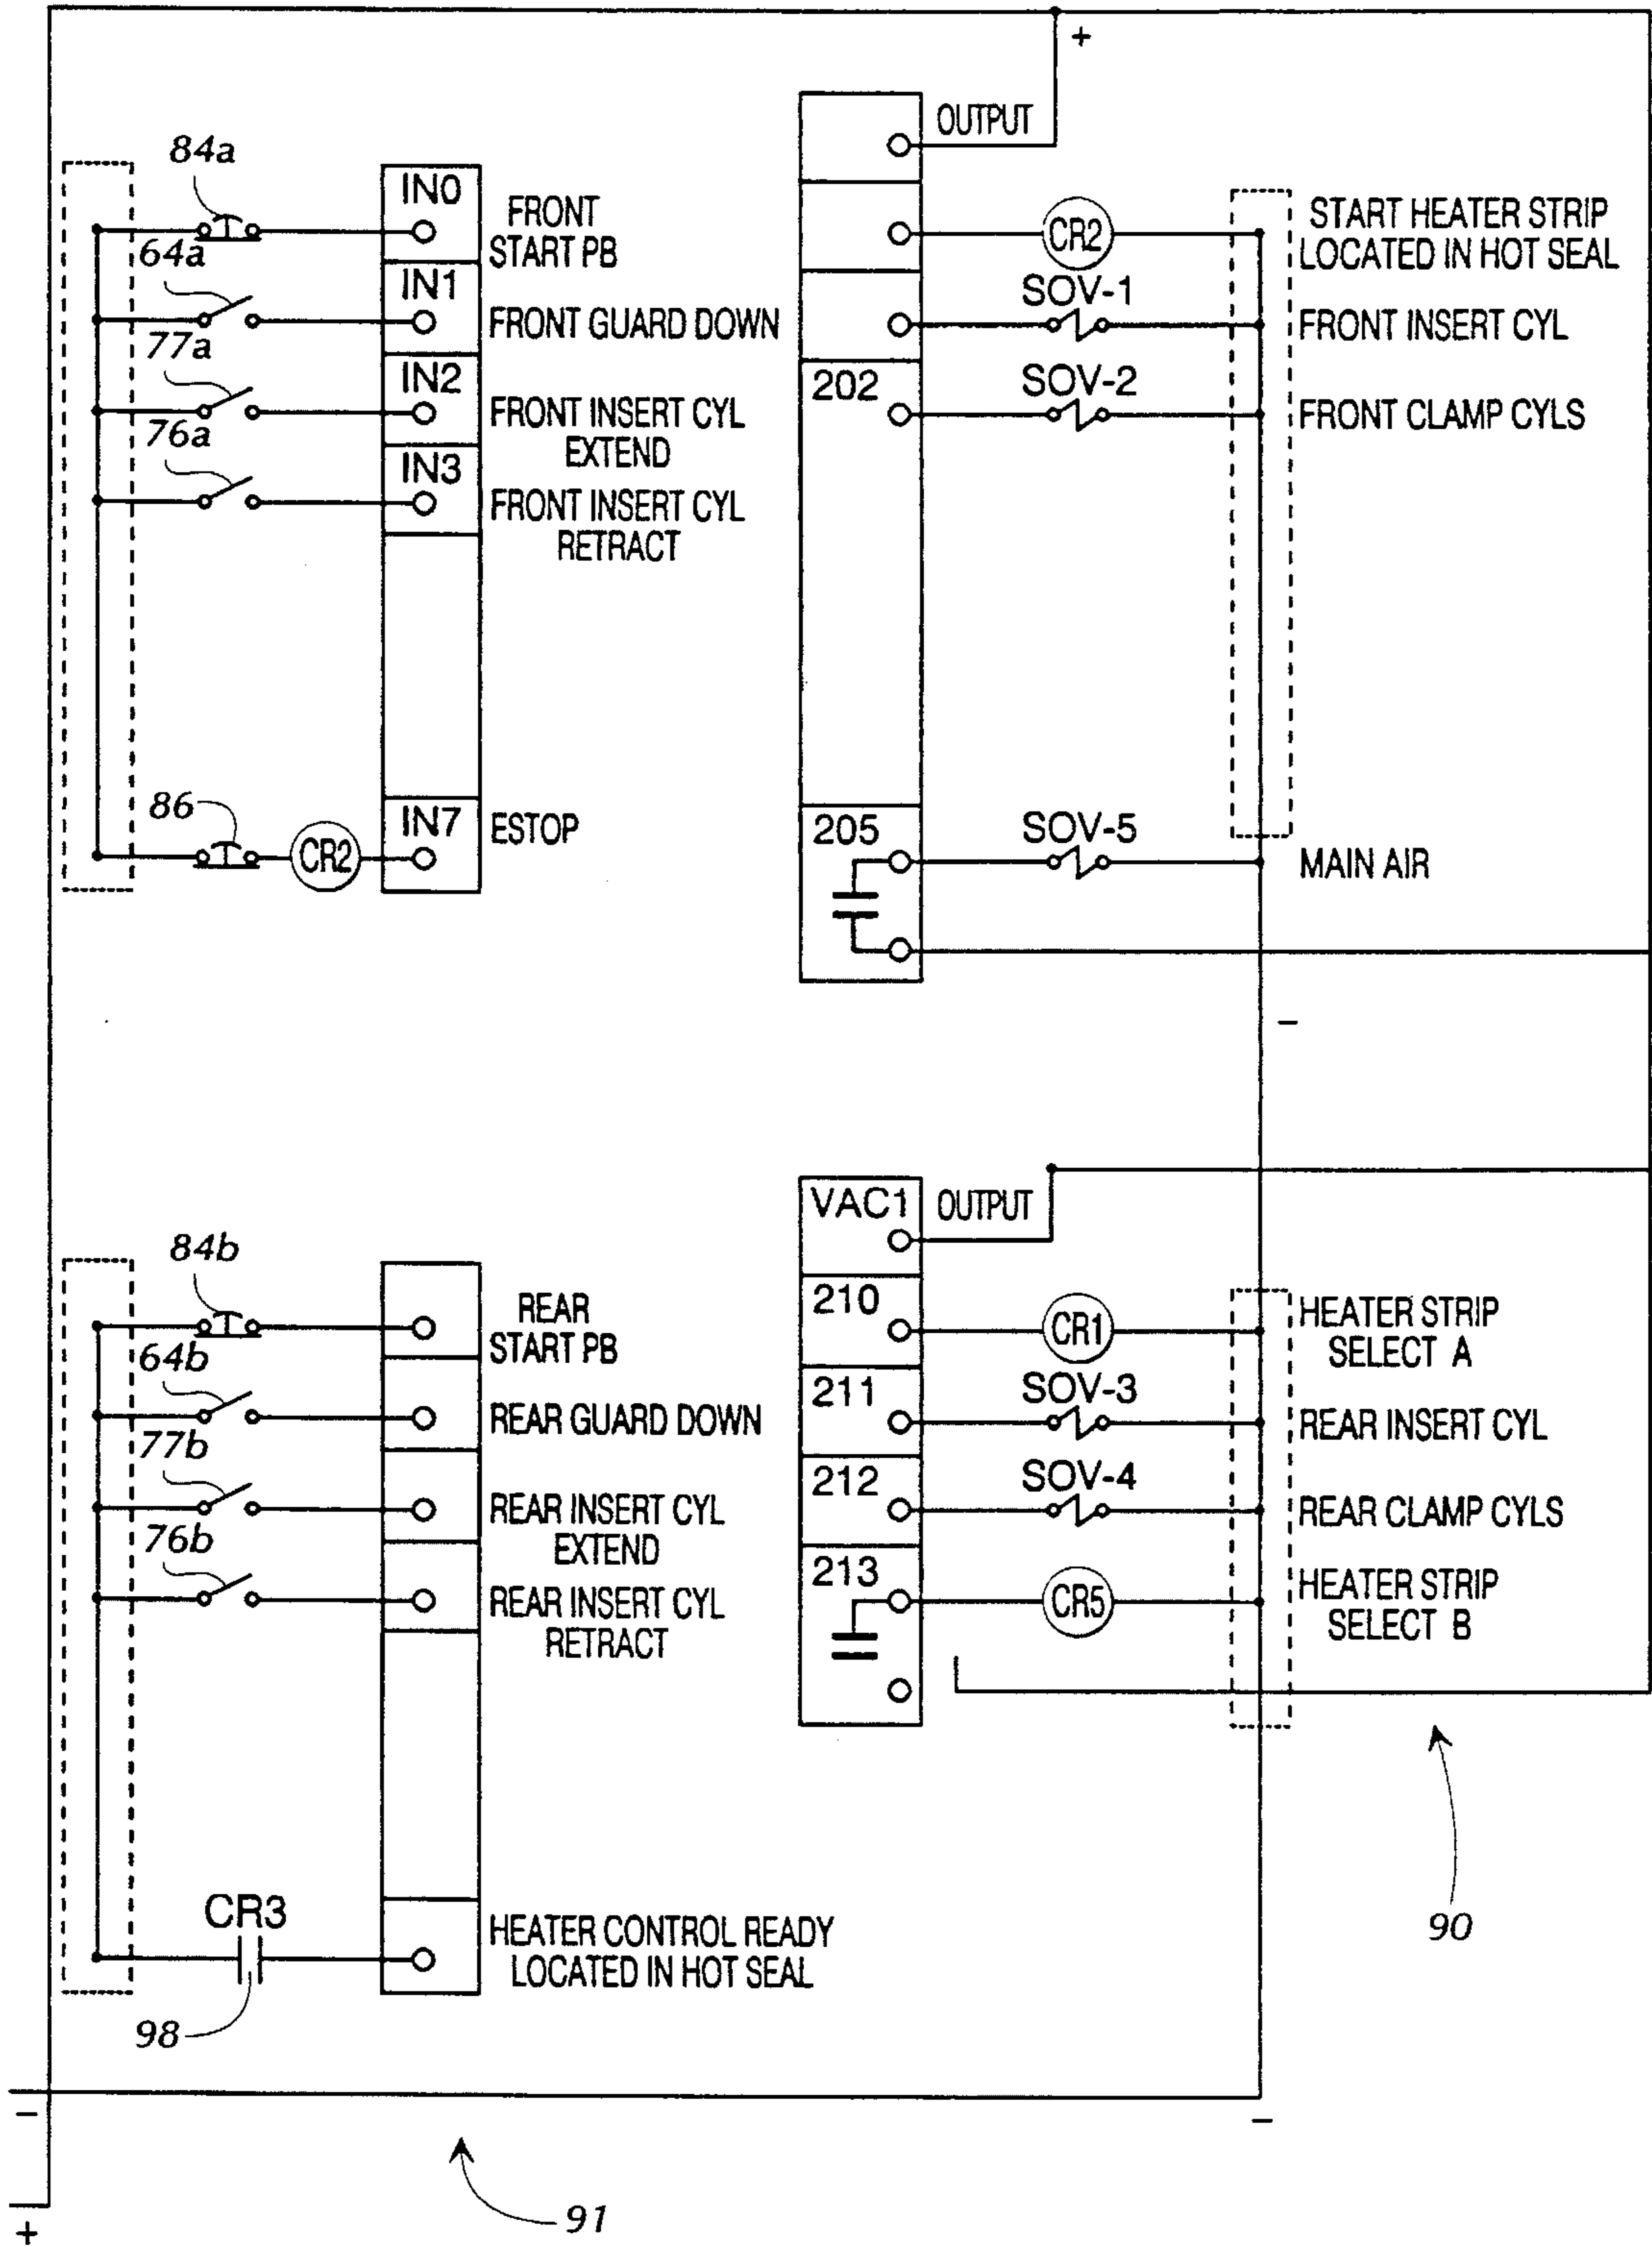 +
OUTPUT
84a
IN0
FRONT
START PB
CR2
START HEATER STRIP
LOCATED IN HOT SEAL
64a
IN1
FRONT GUARD DOWN
SOV-1
FRONT INSERT CYL
77a
IN2
FRONT INSERT CYL
EXTEND
202
SOV-2
FRONT CLAMP CYLS
76a
IN3
FRONT INSERT CYL
RETRACT
86
CR2
IN7
ESTOP
205
SOV-5
MAIN AIR
-
VAC1
OUTPUT
84b
REAR
START PB
210
CR1
HEATER STRIP
SELECT A
64b
REAR GUARD DOWN
211
SOV-3
REAR INSERT CYL
77b
REAR INSERT CYL
EXTEND
212
SOV-4
REAR CLAMP CYLS
76b
REAR INSERT CYL
RETRACT
213
CR5
HEATER STRIP
SELECT B
90
CR3
HEATER CONTROL READY
LOCATED IN HOT SEAL
98
-
-
+
91